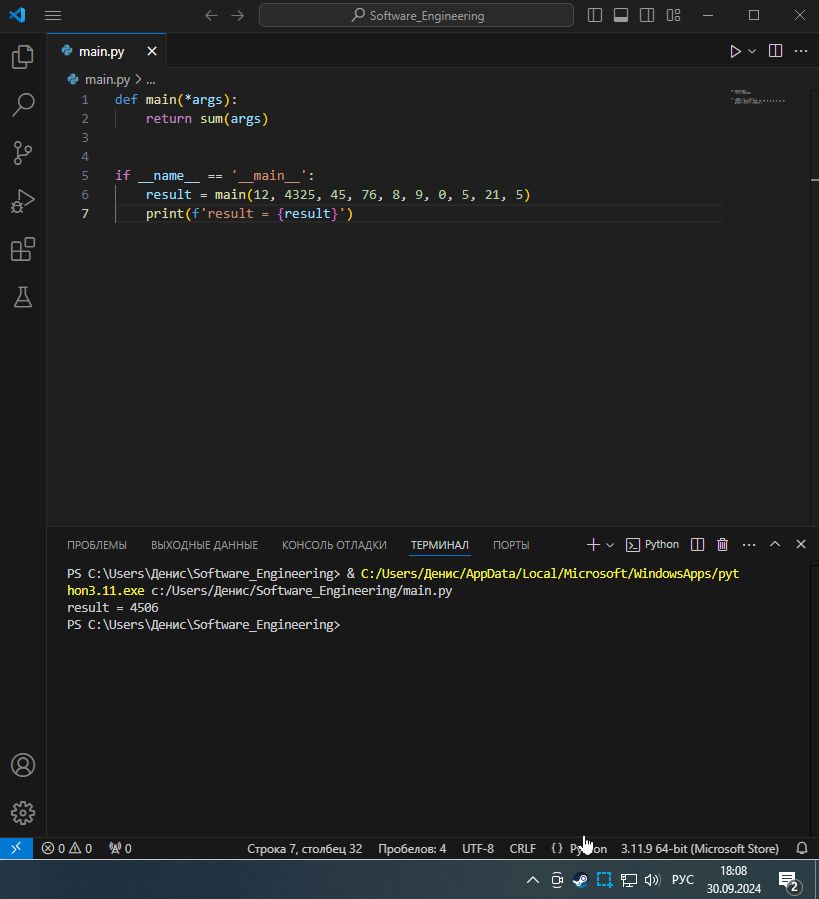 Software_Engineering
main.py
main.py > ...
1 def main(*args):
2     return sum(args)
3
4
5 if __name__ == '__main__':
6     result = main(12, 4325, 45, 76, 8, 9, 0, 5, 21, 5)
7     print(f'result = {result}')
ПРОБЛЕМЫ ВЫХОДНЫЕ ДАННЫЕ КОНСОЛЬ ОТЛАДКИ ТЕРМИНАЛ ПОРТЫ Python
PS C:\Users\Денис\Software_Engineering> & C:/Users/Денис/AppData/Local/Microsoft/WindowsApps/pyt
hon3.11.exe c:/Users/Денис/Software_Engineering/main.py
result = 4506
PS C:\Users\Денис\Software_Engineering>
0 0 0 Строка 7, столбец 32 Пробелов: 4 UTF-8 CRLF {} Python 3.11.9 64-bit (Microsoft Store)
РУС 18:08
30.09.2024
2